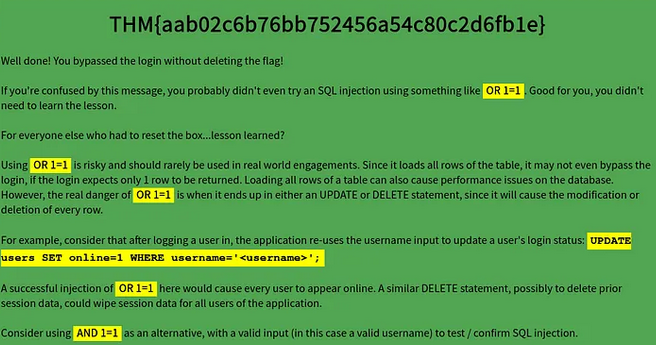 THM{aab02c6b76bb752456a54c80c2d6fb1e}
Well done! You bypassed the login without deleting the flag!
If you're confused by this message, you probably didn't even try an SQL injection using something like OR 1=1. Good for you, you didn't
need to learn the lesson.
For everyone else who had to reset the box...lesson learned?
Using OR 1=1 is risky and should rarely be used in real world engagements. Since it loads all rows of the table, it may not even bypass the
login, if the login expects only 1 row to be returned. Loading all rows of a table can also cause performance issues on the database.
However, the real danger of OR 1=1 is when it ends up in either an UPDATE or DELETE statement, since it will cause the modification or
deletion of every row.
For example, consider that after logging a user in, the application re-uses the username input to update a user's login status: UPDATE
users SET online=1 WHERE username='<username>';
A successful injection of OR 1=1 here would cause every user to appear online. A similar DELETE statement, possibly to delete prior
session data, could wipe session data for all users of the application.
Consider using AND 1=1 as an alternative, with a valid input (in this case a valid username) to test / confirm SQL injection.